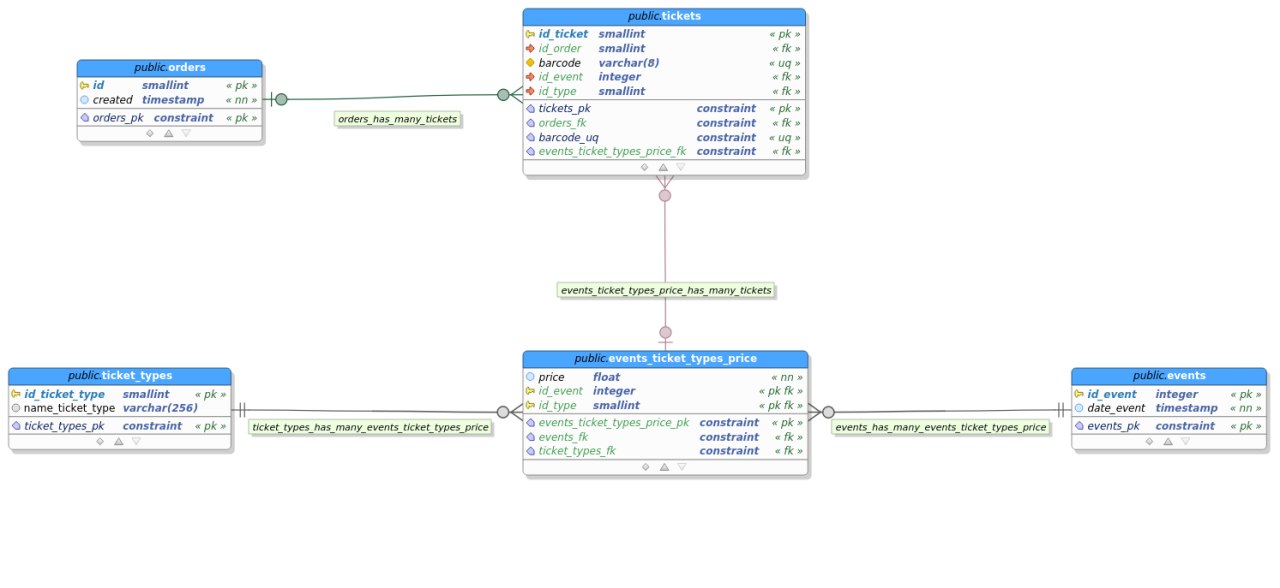 public.tickets
id_ticket smallint « pk »
id_order smallint « fk »
barcode varchar(8) « uq »
id_event integer « fk »
id_type smallint « fk »
tickets_pk constraint « pk »
orders_fk constraint « fk »
barcode_uq constraint « uq »
events_ticket_types_price_fk constraint « fk »
public.orders
id smallint « pk »
created timestamp « nn »
orders_pk constraint « pk »
orders_has_many_tickets
events_ticket_types_price_has_many_tickets
public.ticket_types
id_ticket_type smallint « pk »
name_ticket_type varchar(256)
ticket_types_pk constraint « pk »
ticket_types_has_many_events_ticket_types_price
public.events_ticket_types_price
price float « nn »
id_event integer « pk fk »
id_type smallint « pk fk »
events_ticket_types_price_pk constraint « pk »
events_fk constraint « fk »
ticket_types_fk constraint « fk »
events_has_many_events_ticket_types_price
public.events
id_event integer « pk »
date_event timestamp « nn »
events_pk constraint « pk »